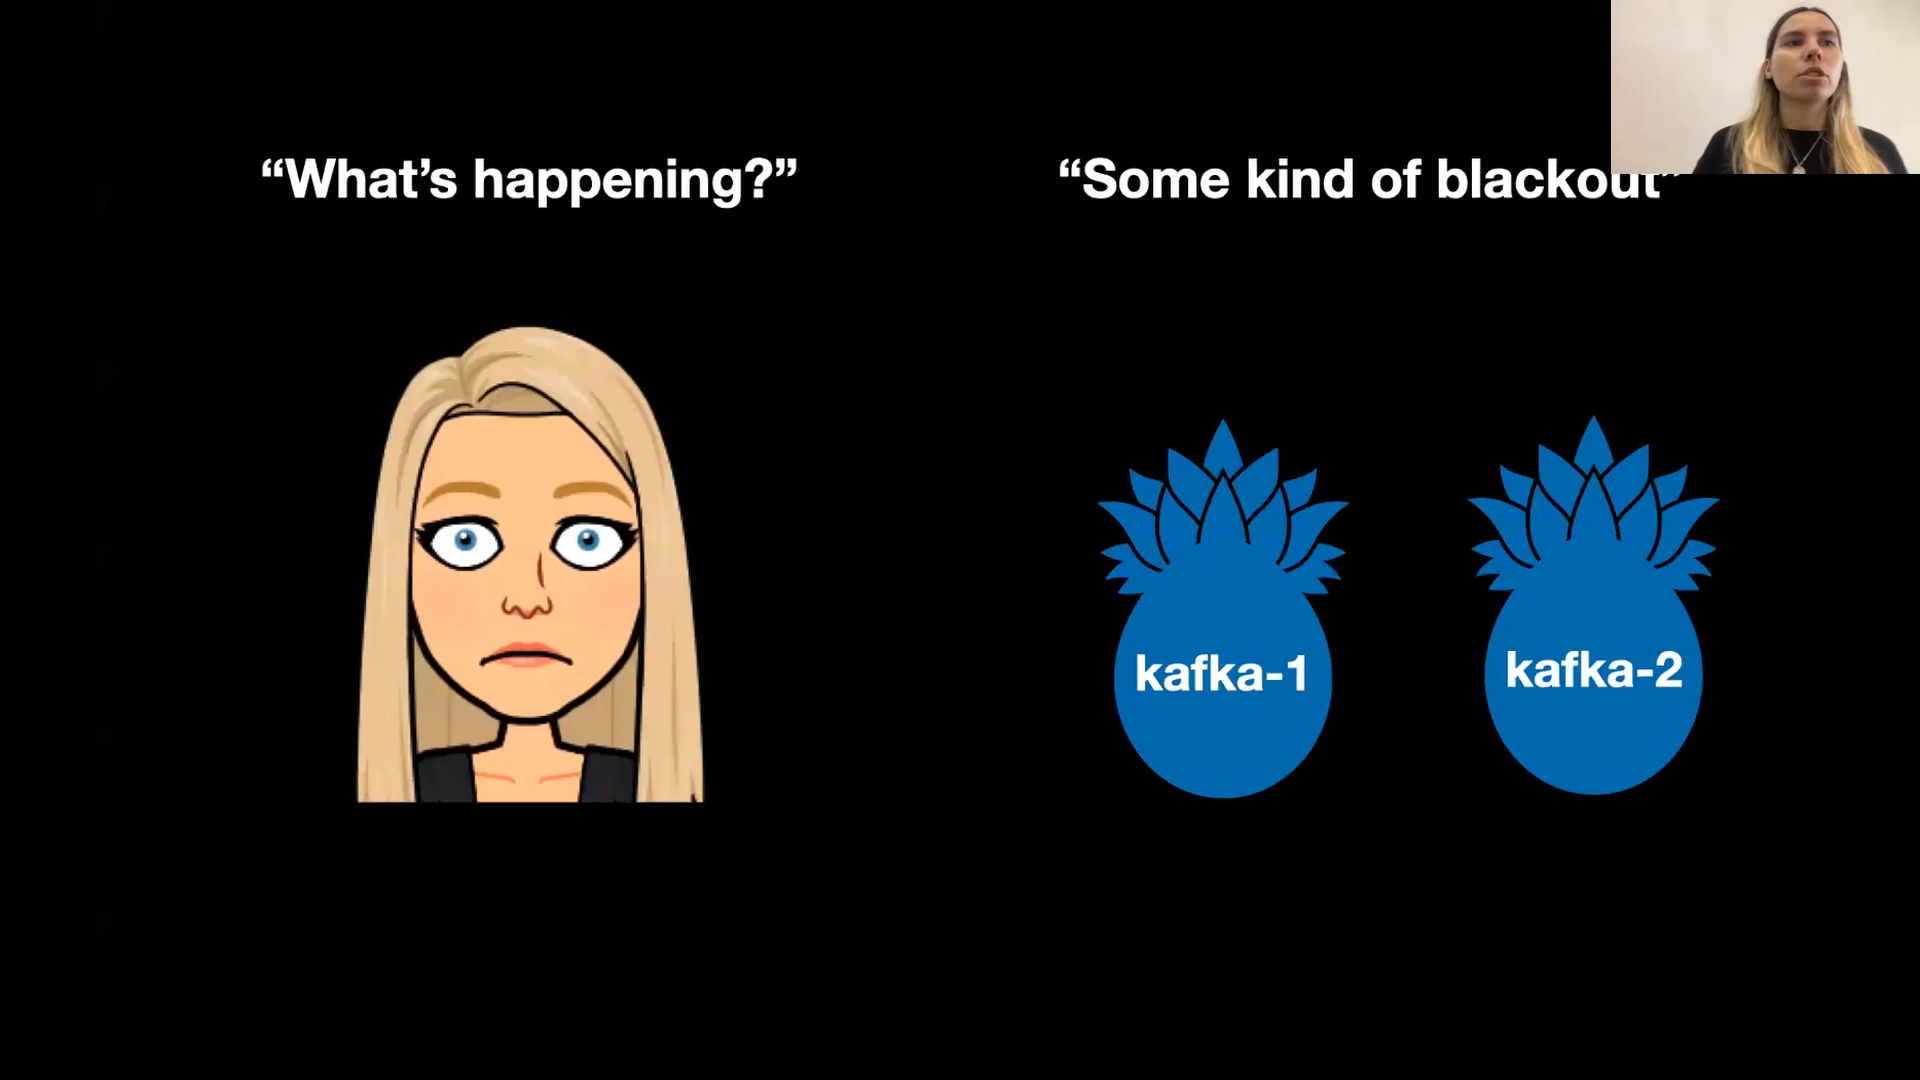 “What’s happening?”
“Some kind of blackout”
kafka-1
kafka-2